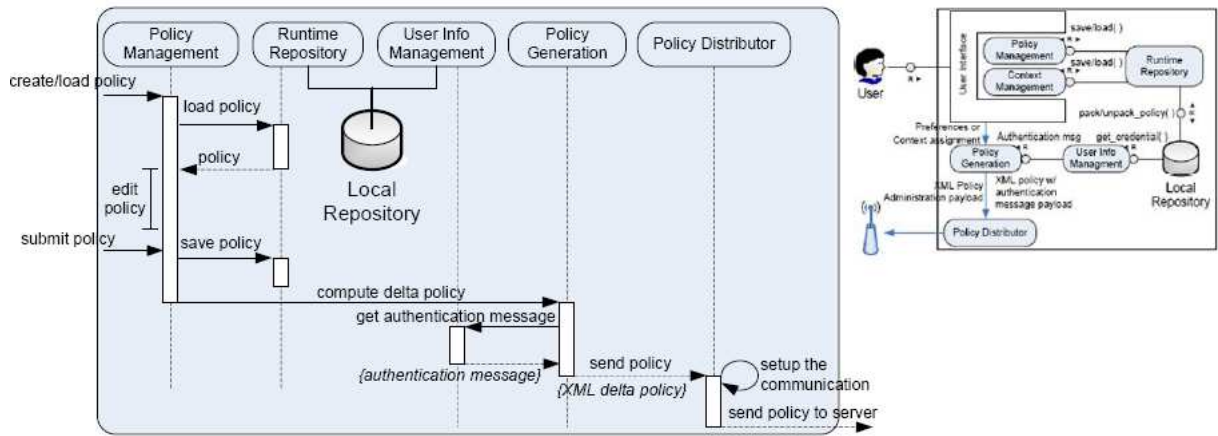 Policy
Management
Runtime
Repository
User Info
Management
Policy
Generation
Policy Distributor
create/load policy
load policy
policy
edit
policy
Local
Repository
submit policy
save policy
compute delta policy
get authentication message
{authentication message}
send policy
{XML delta policy}
setup the
communication
send policy to server
User
R
User Interface
Policy
Management
Context
Management
save/load( )
R
save/load( )
R
Runtime
Repository
pack/unpack_policy( )
R
Preferences or
Context assignment
Authentication msg
R
get_credential( )
R
Policy
Generation
User Info
Managment
Local
Repository
XML Policy
Administration payload
XML policy w/
authentication
message payload
Policy Distributor